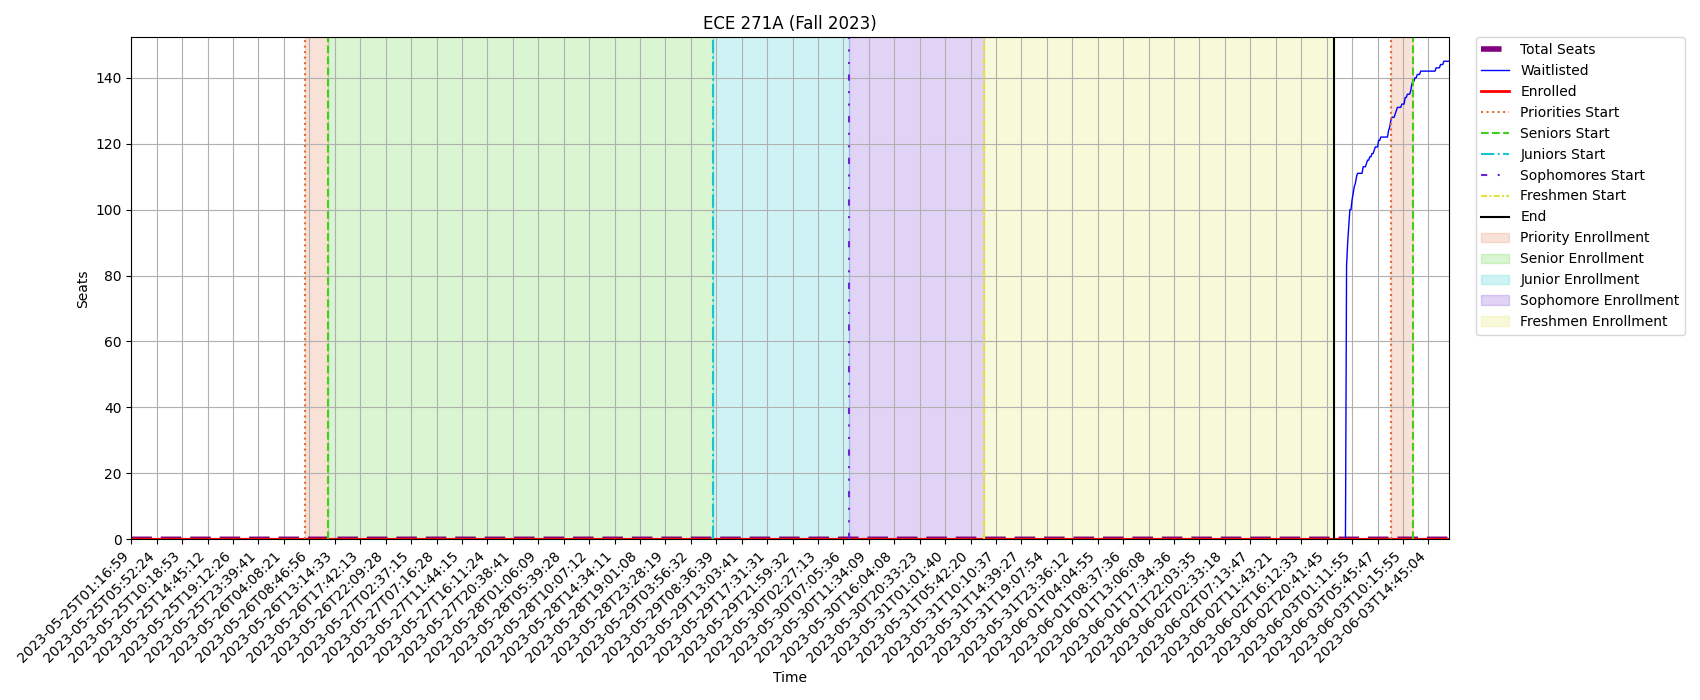 ECE 271A (Fall 2023)
Seats
140
120
100
80
60
40
20
0
2023-05-25T01:16:59
2023-05-25T05:52:24
2023-05-25T10:18:53
2023-05-25T14:45:12
2023-05-25T19:12:26
2023-05-25T23:39:41
2023-05-26T04:08:21
2023-05-26T08:46:56
2023-05-26T13:14:33
2023-05-26T17:42:13
2023-05-26T22:09:28
2023-05-27T02:37:15
2023-05-27T07:16:28
2023-05-27T11:44:15
2023-05-27T16:11:24
2023-05-27T20:38:41
2023-05-28T01:06:09
2023-05-28T05:39:28
2023-05-28T10:07:12
2023-05-28T14:34:11
2023-05-28T19:01:08
2023-05-28T23:28:19
2023-05-29T03:56:32
2023-05-29T08:36:39
2023-05-29T13:03:41
2023-05-29T17:31:31
2023-05-29T21:59:32
2023-05-30T02:27:13
2023-05-30T07:05:36
2023-05-30T11:34:09
2023-05-30T16:04:08
2023-05-30T20:33:23
2023-05-31T01:01:40
2023-05-31T05:42:20
2023-05-31T10:10:37
2023-05-31T14:39:27
2023-05-31T19:07:54
2023-05-31T23:36:12
2023-06-01T04:04:55
2023-06-01T08:37:36
2023-06-01T13:06:08
2023-06-01T17:34:36
2023-06-01T22:03:35
2023-06-02T02:33:18
2023-06-02T07:13:47
2023-06-02T11:43:21
2023-06-02T16:12:33
2023-06-02T20:41:45
2023-06-03T01:11:55
2023-06-03T05:45:47
2023-06-03T10:15:55
2023-06-03T14:45:04
Time
Total Seats
Waitlisted
Enrolled
Priorities Start
Seniors Start
Juniors Start
Sophomores Start
Freshmen Start
End
Priority Enrollment
Senior Enrollment
Junior Enrollment
Sophomore Enrollment
Freshmen Enrollment